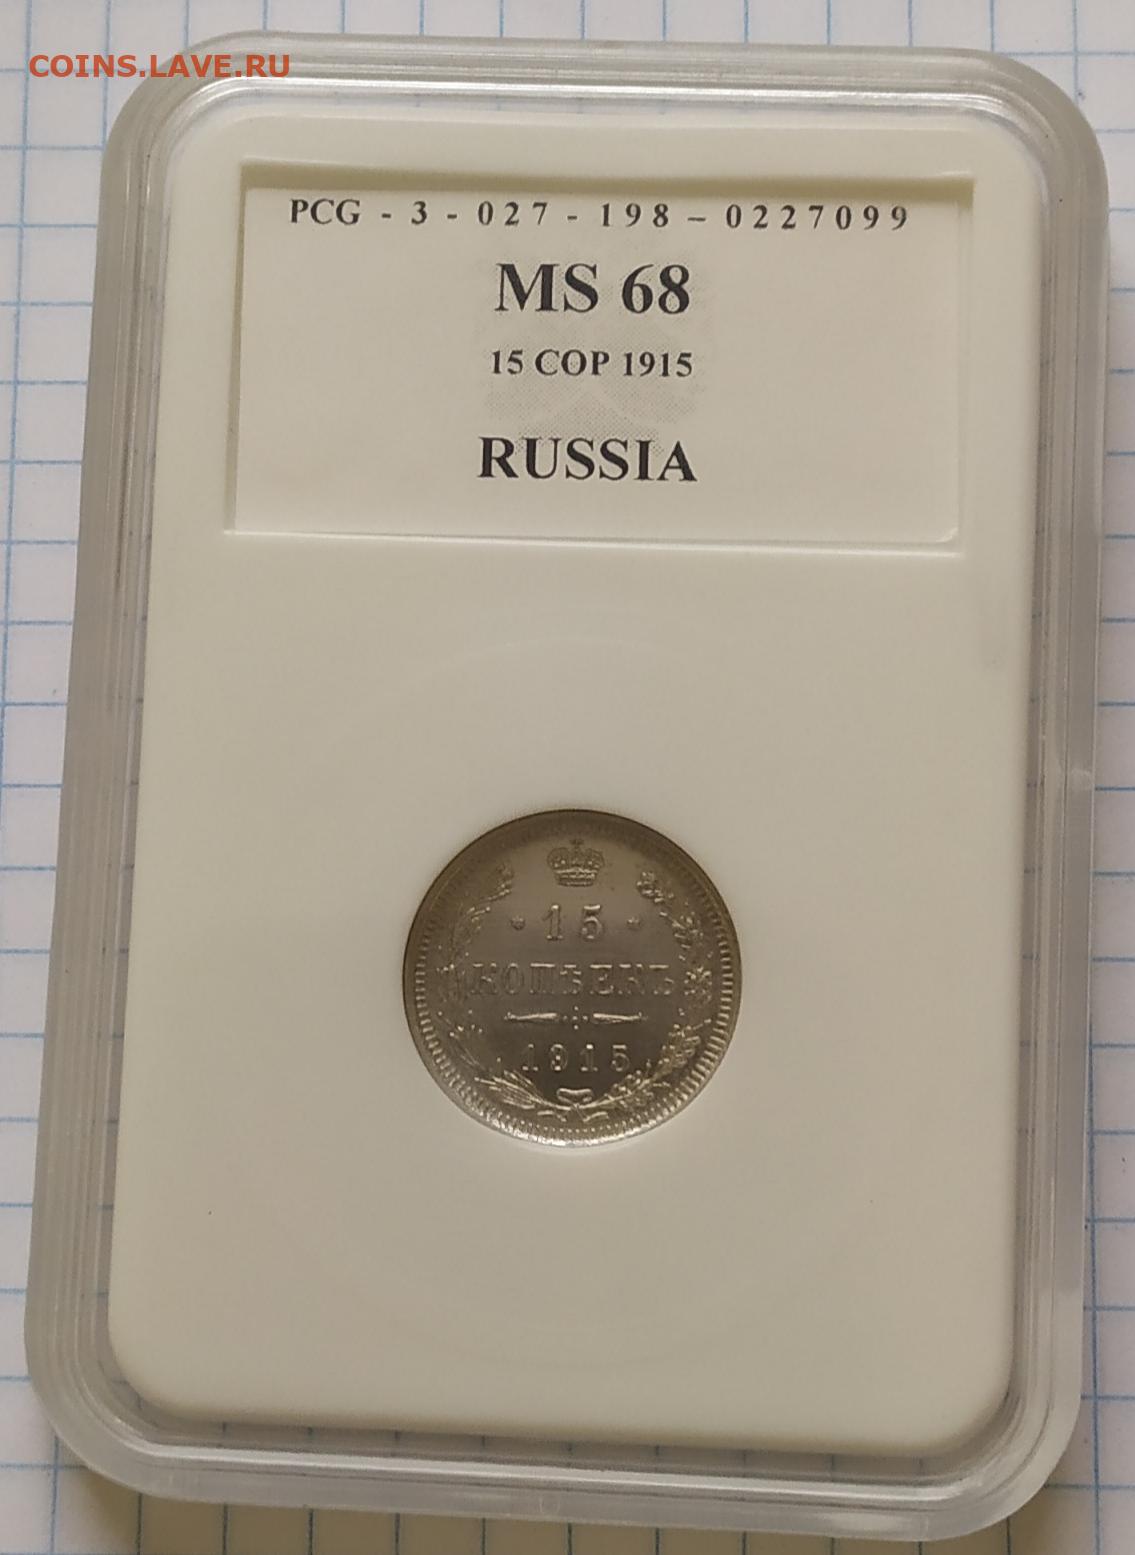 COINS.LAVE.RU
PCG - 3 - 027 - 198 – 0227099
MS 68
15 COP 1915
RUSSIA
15
КОПѢЕКЪ
1915